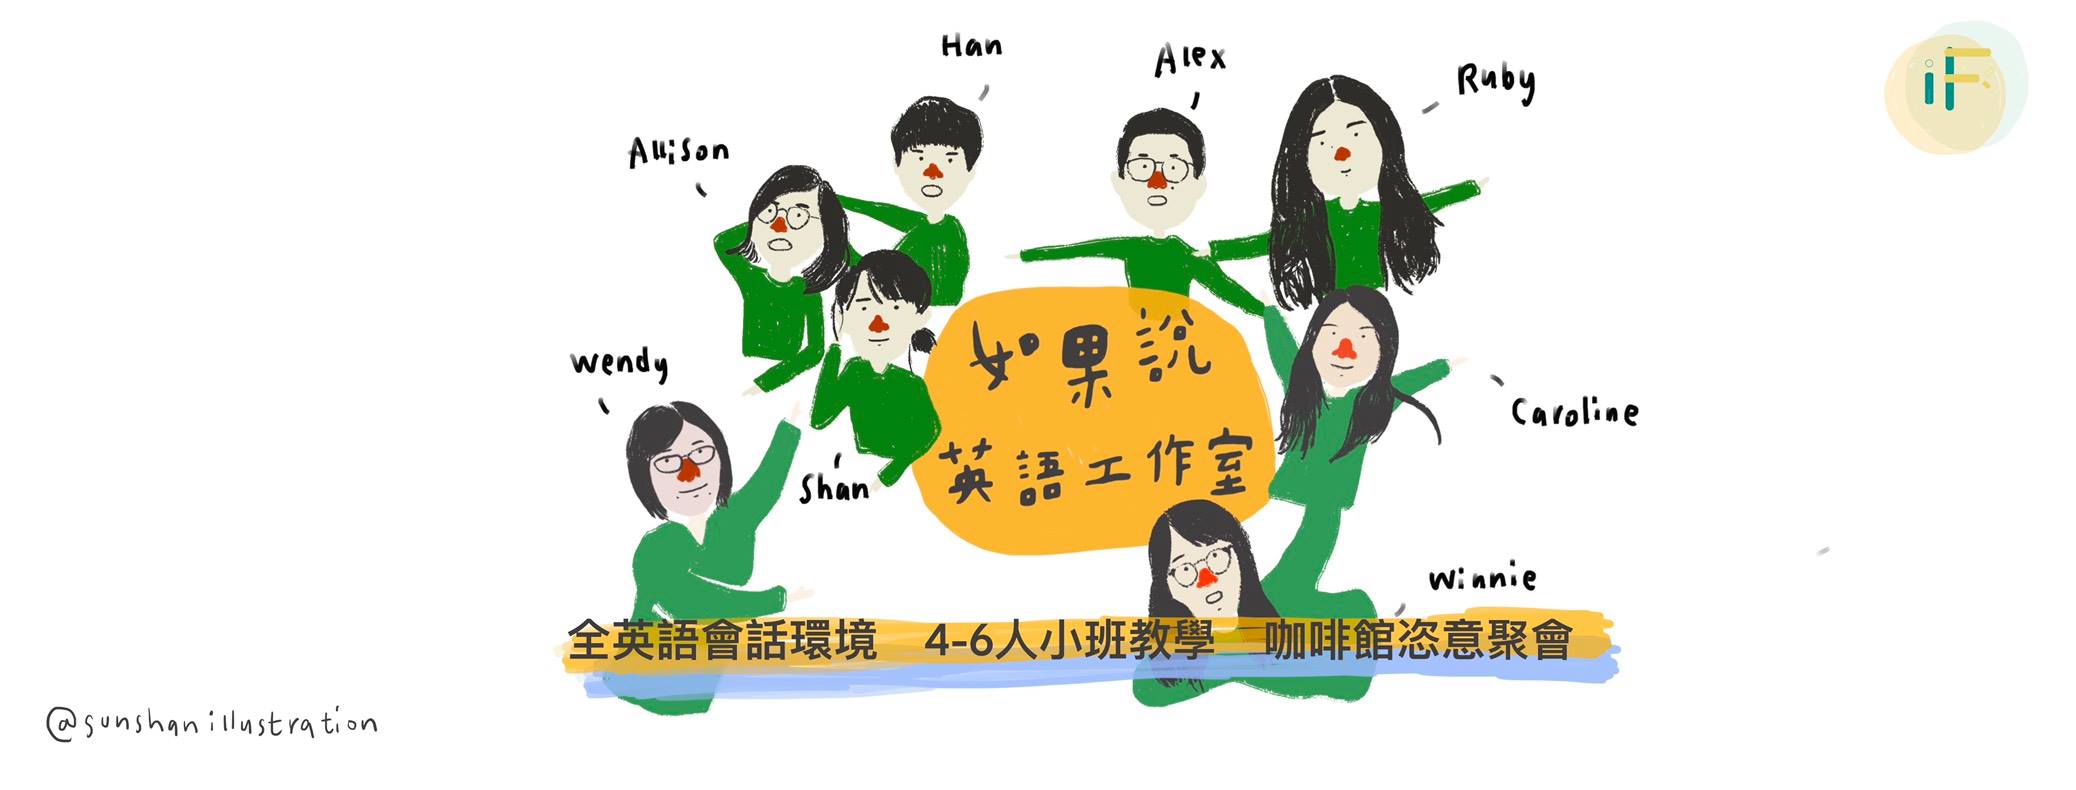 Han
Alex
Ruby
iF
Allison
Wendy
Shan
如果說
英語工作室
Caroline
Winnie
全英語會話環境 4-6人小班教學 咖啡館恣意聚會
@sunshanillustration